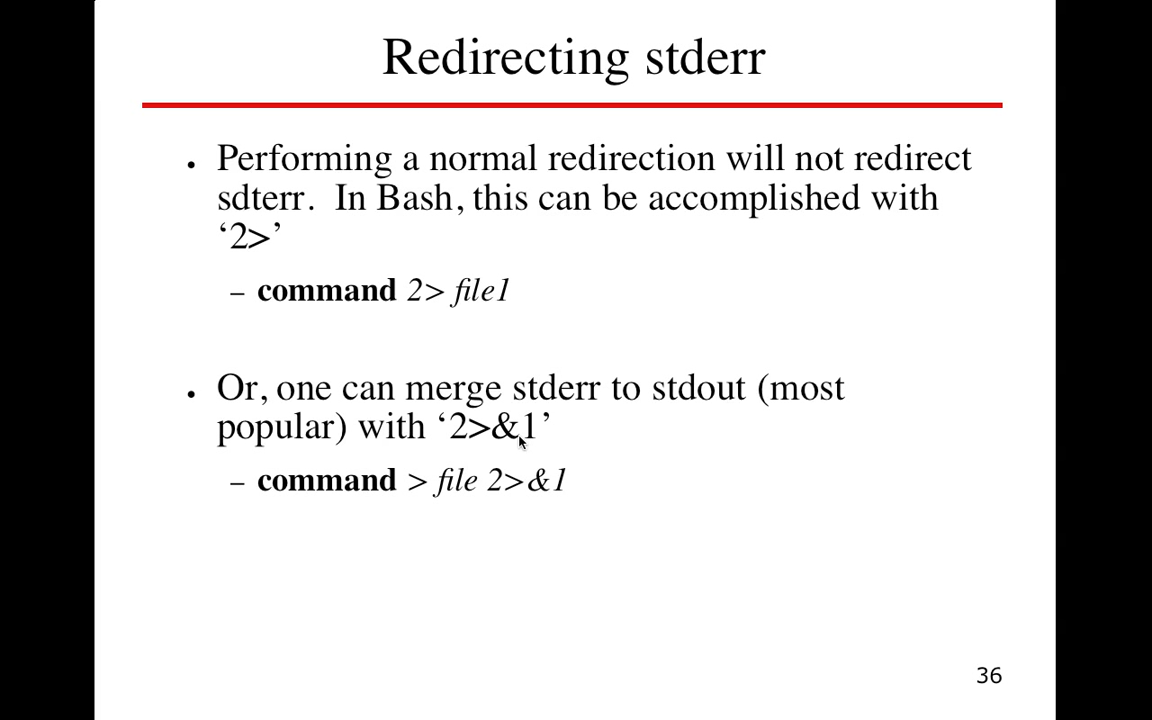 Redirecting stderr
• Performing a normal redirection will not redirect
sdterr.  In Bash, this can be accomplished with
‘2>’
– command 2> file1
• Or, one can merge stderr to stdout (most
popular) with ‘2>&1’
– command > file 2>&1
36